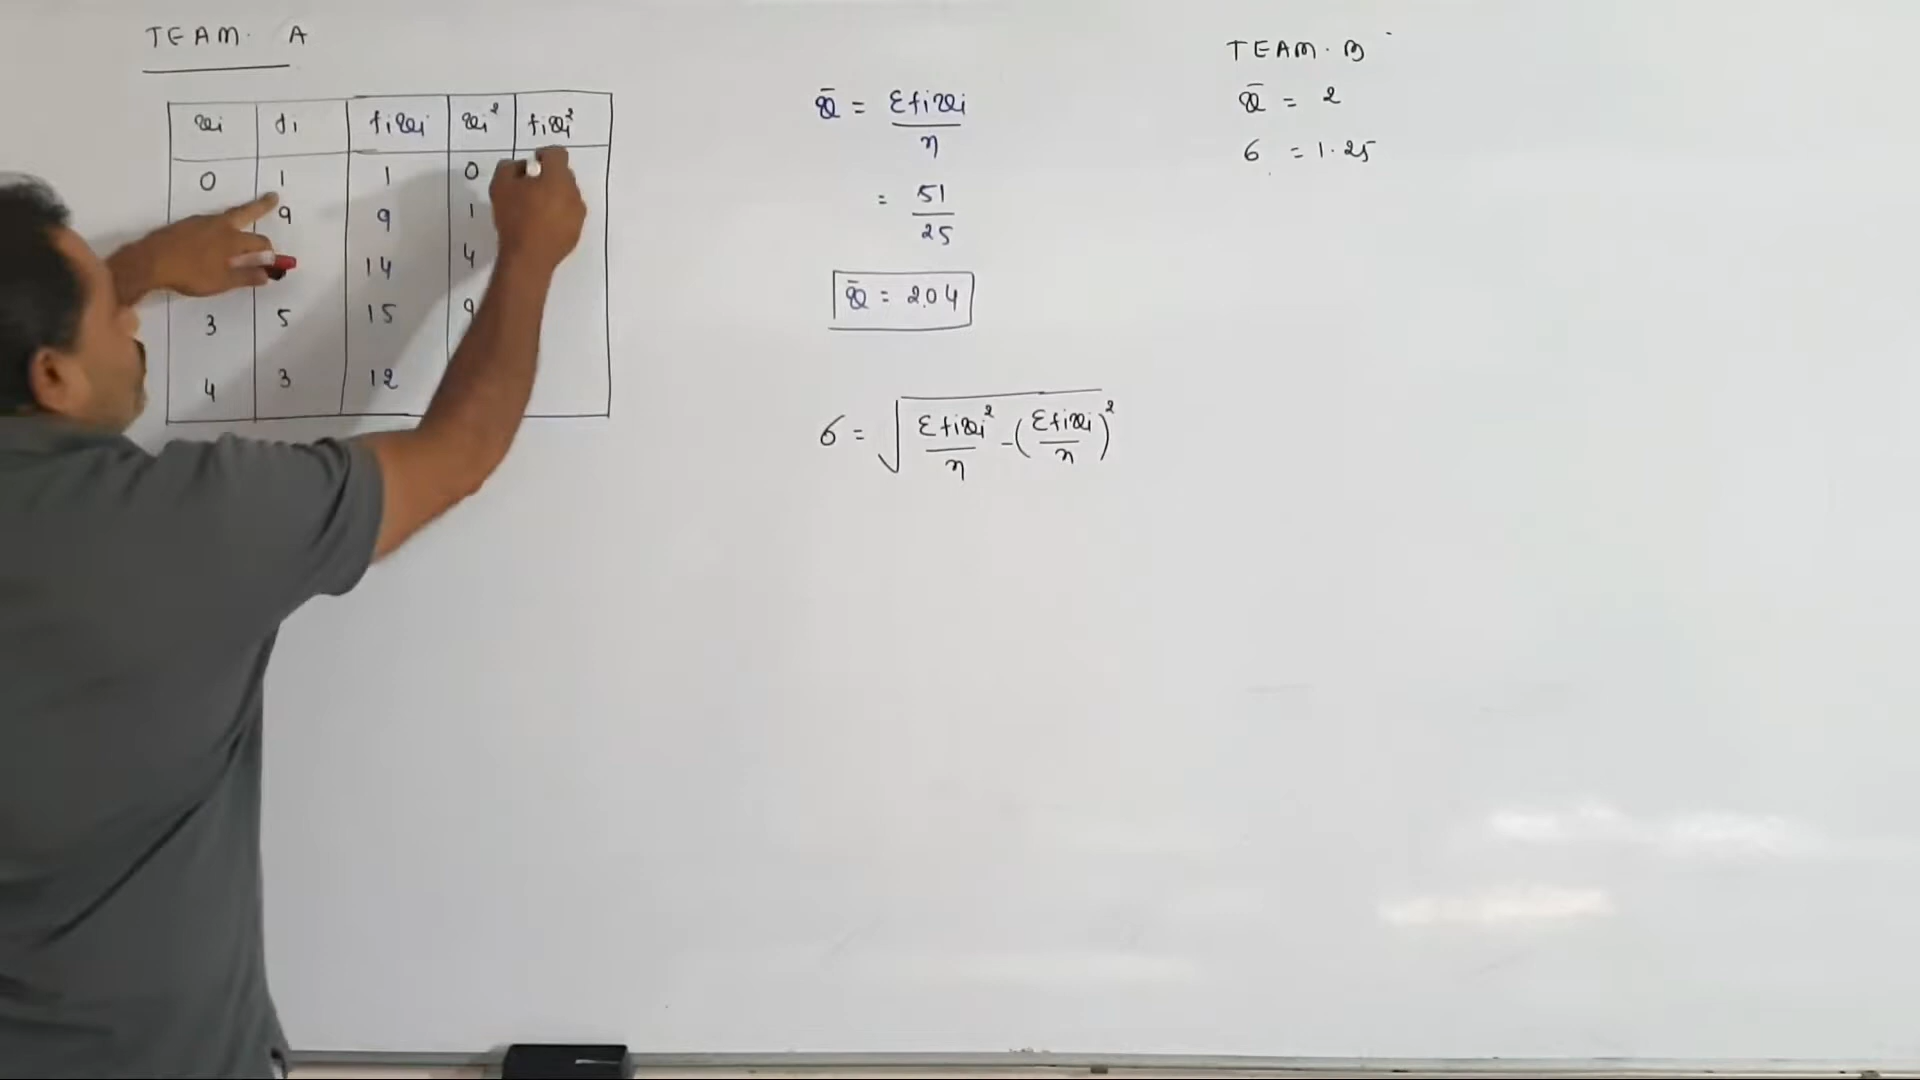 TEAM. A
xi fi fixi xi² fixi²
0 1 1 0
9 9 1
14 4
3 5 15 9
4 3 12
x̄ = Σfixi / n
= 51 / 25
x̄ = 2.04
σ = √( Σfixi² / n - (Σfixi / n)² )
TEAM. B
x̄ = 2
σ = 1.25